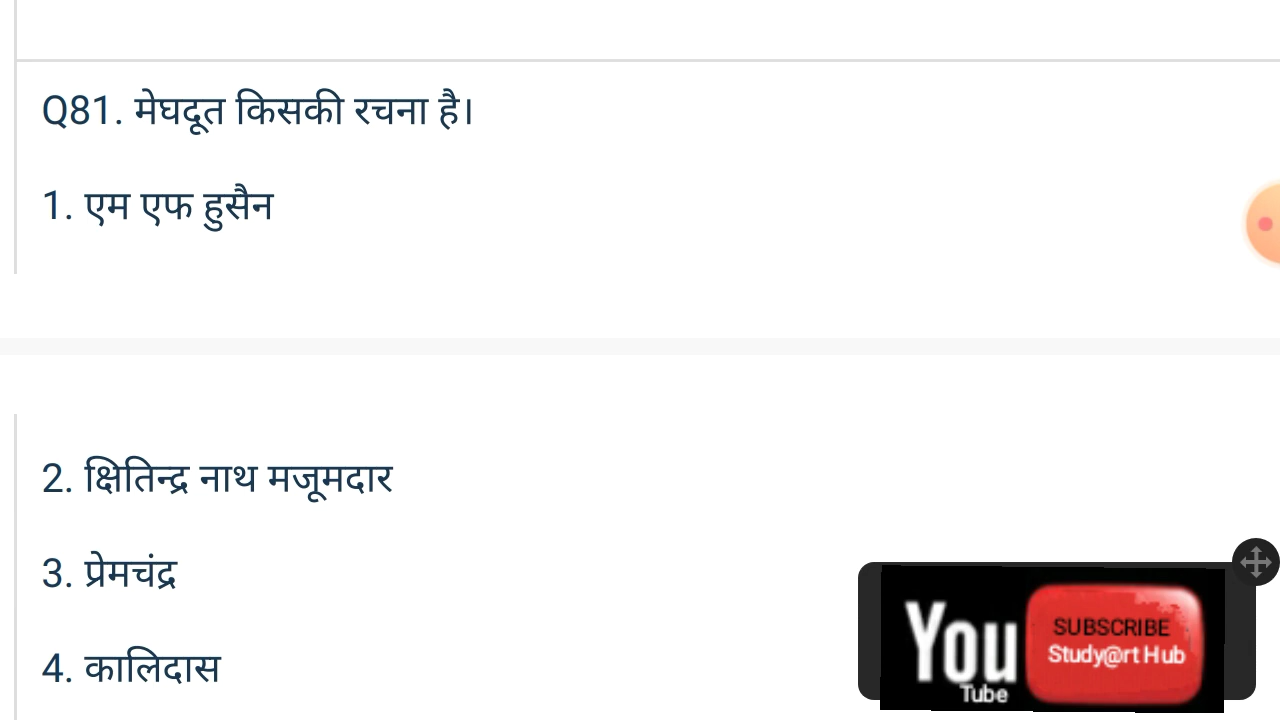 Q81. मेघदूत किसकी रचना है।
1. एम एफ हुसैन
2. क्षितिन्द्र नाथ मजूमदार
3. प्रेमचंद्र
4. कालिदास
You
Tube
SUBSCRIBE
Study@rt Hub